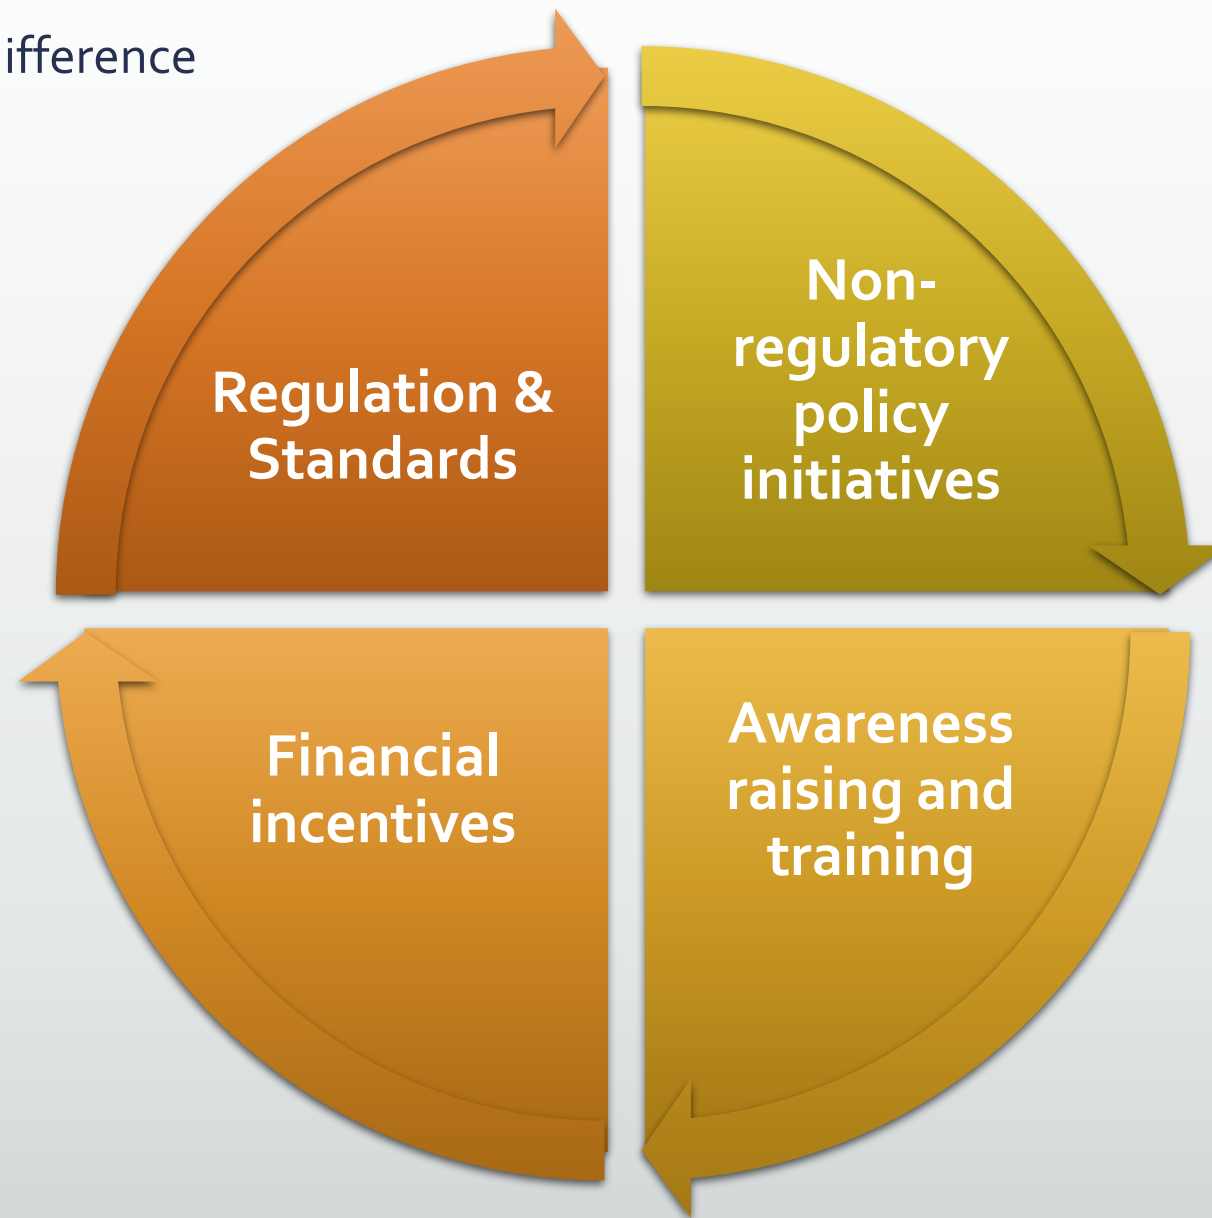 ifference
Regulation &
Standards
Non-
regulatory
policy
initiatives
Financial
incentives
Awareness
raising and
training